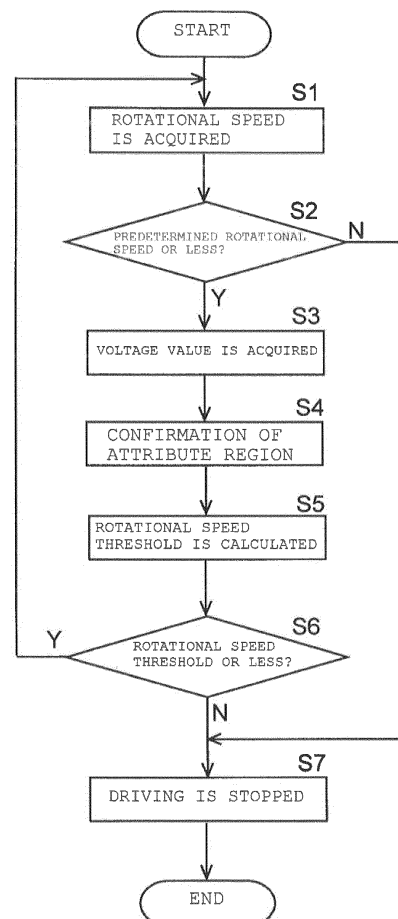 START
S1
ROTATIONAL SPEED
IS ACQUIRED
S2
PREDETERMINED ROTATIONAL
SPEED OR LESS?
N
Y
S3
VOLTAGE VALUE IS ACQUIRED
S4
CONFIRMATION OF
ATTRIBUTE REGION
S5
ROTATIONAL SPEED
THRESHOLD IS CALCULATED
S6
Y
ROTATIONAL SPEED
THRESHOLD OR LESS?
N
S7
DRIVING IS STOPPED
END